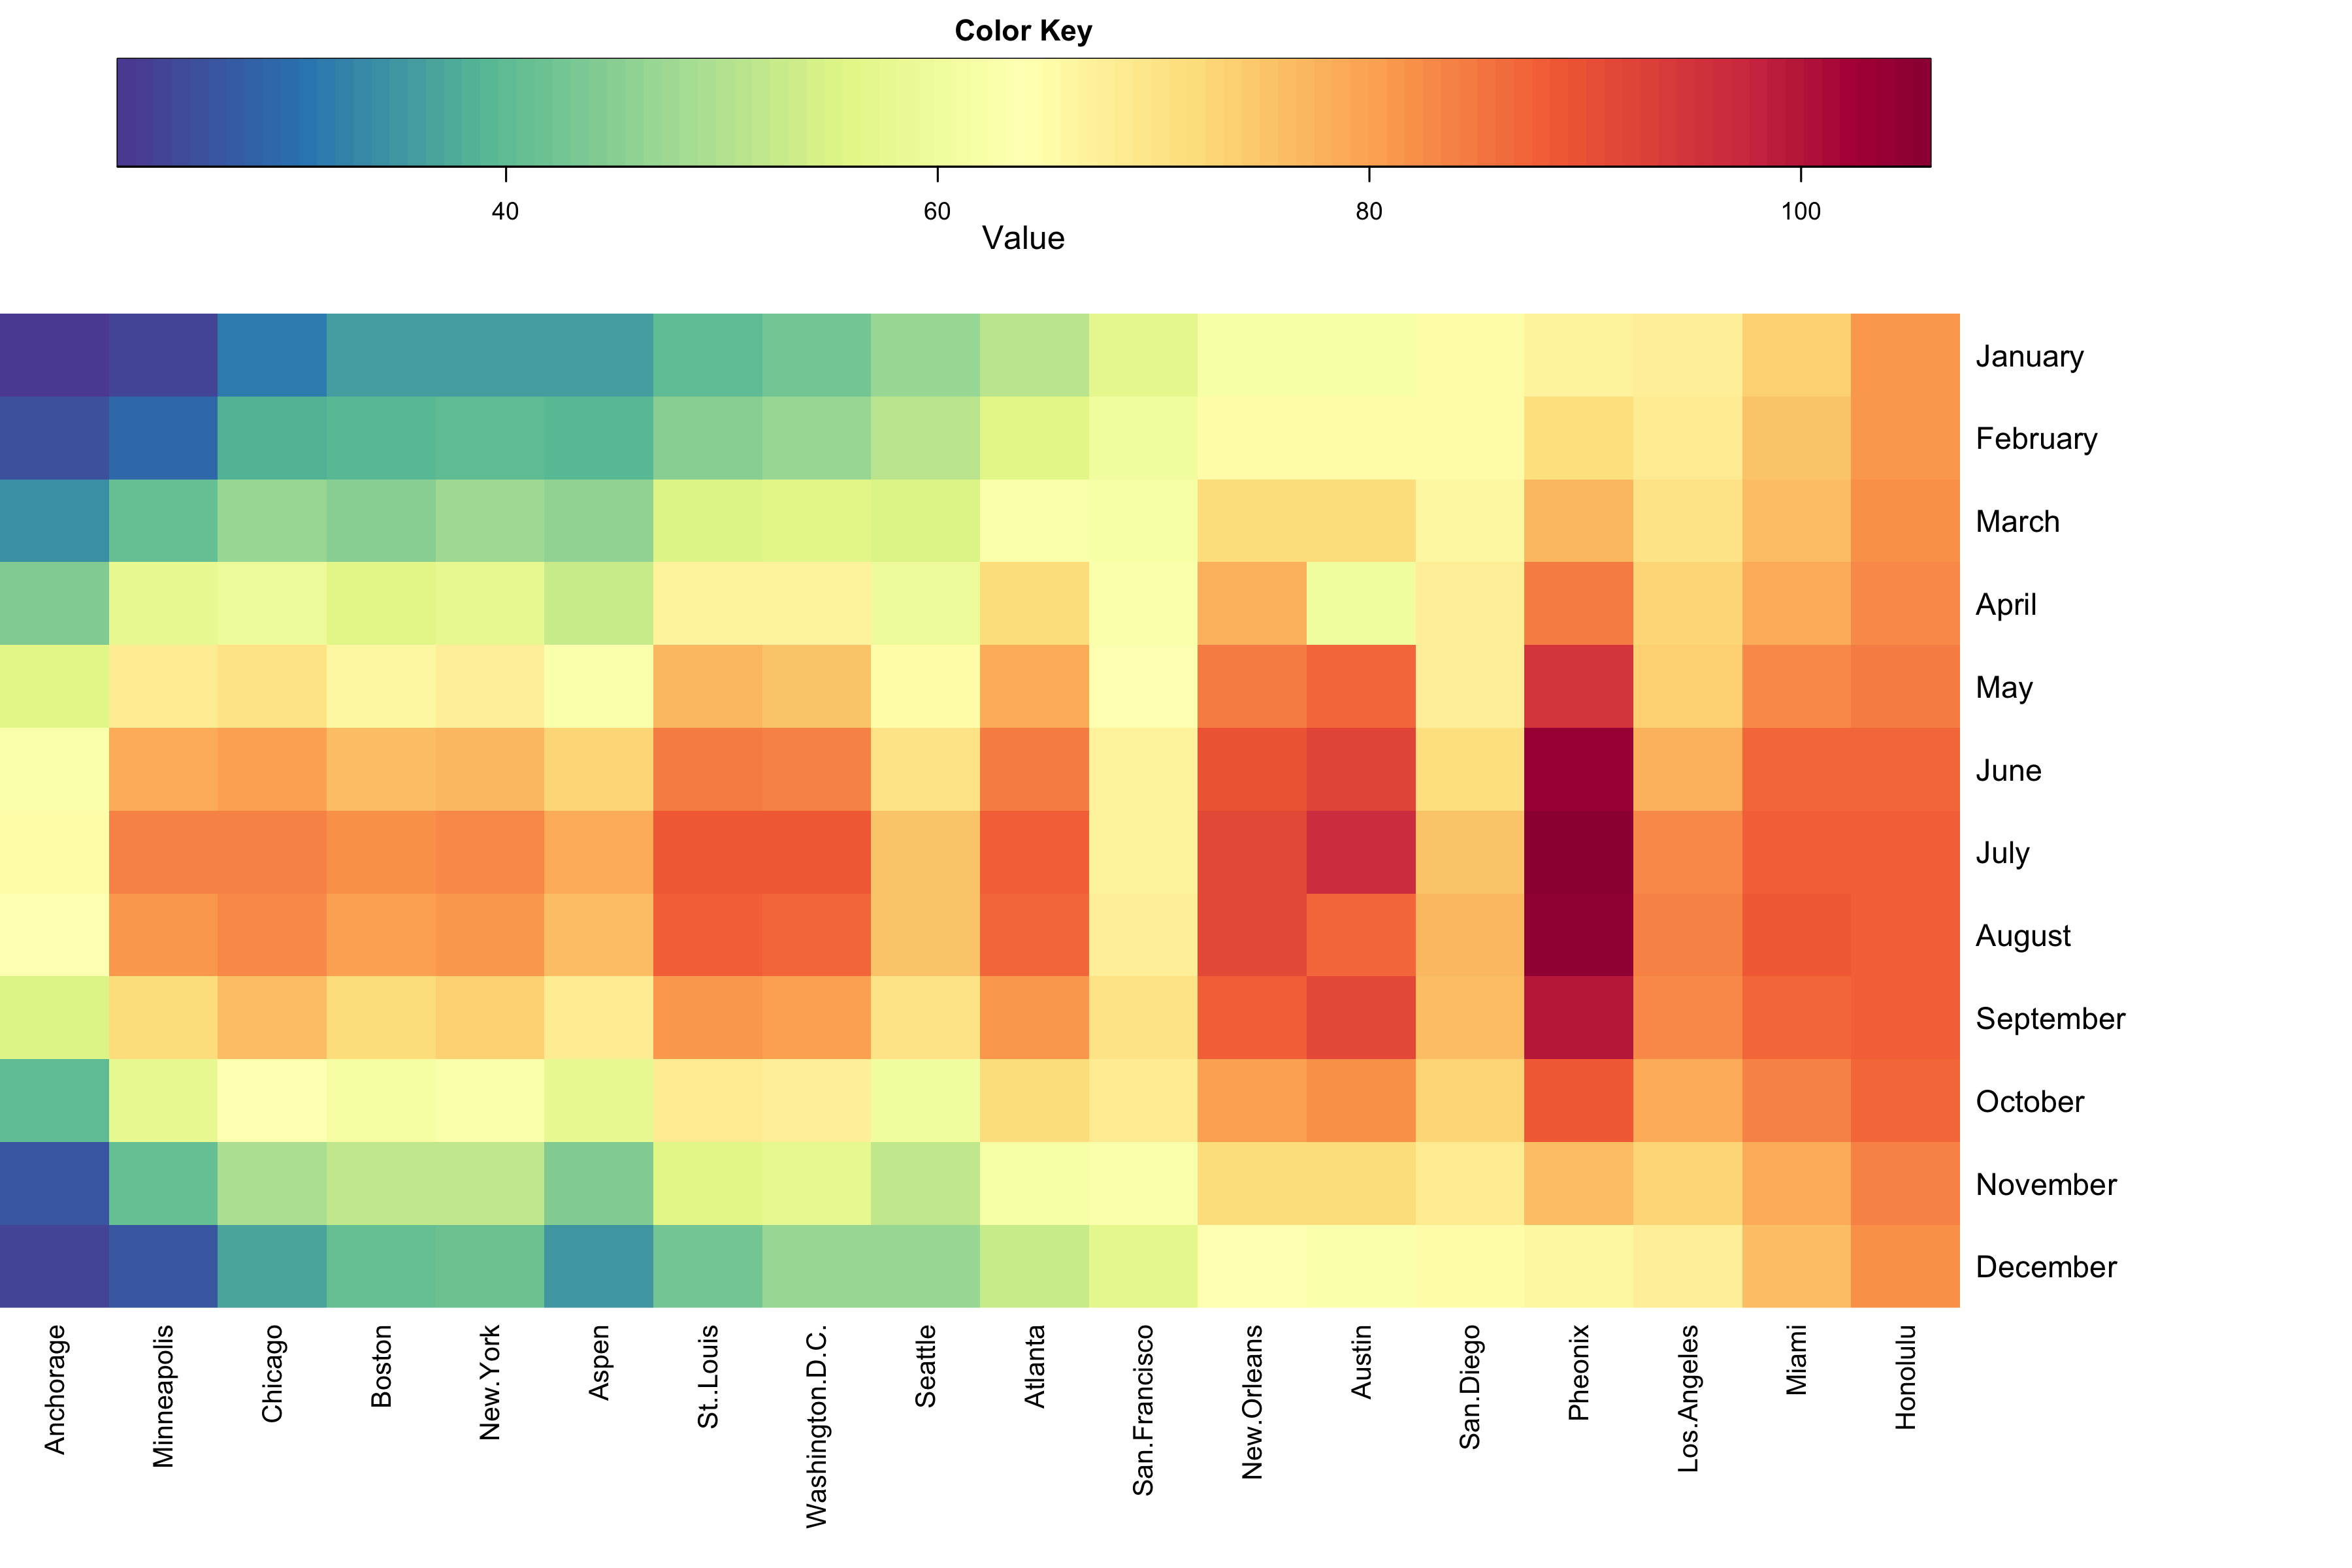 Color Key
40 60 80 100
Value
January
February
March
April
May
June
July
August
September
October
November
December
Anchorage
Minneapolis
Chicago
Boston
New.York
Aspen
St..Louis
Washington.D.C.
Seattle
Atlanta
San.Francisco
New.Orleans
Austin
San.Diego
Pheonix
Los.Angeles
Miami
Honolulu